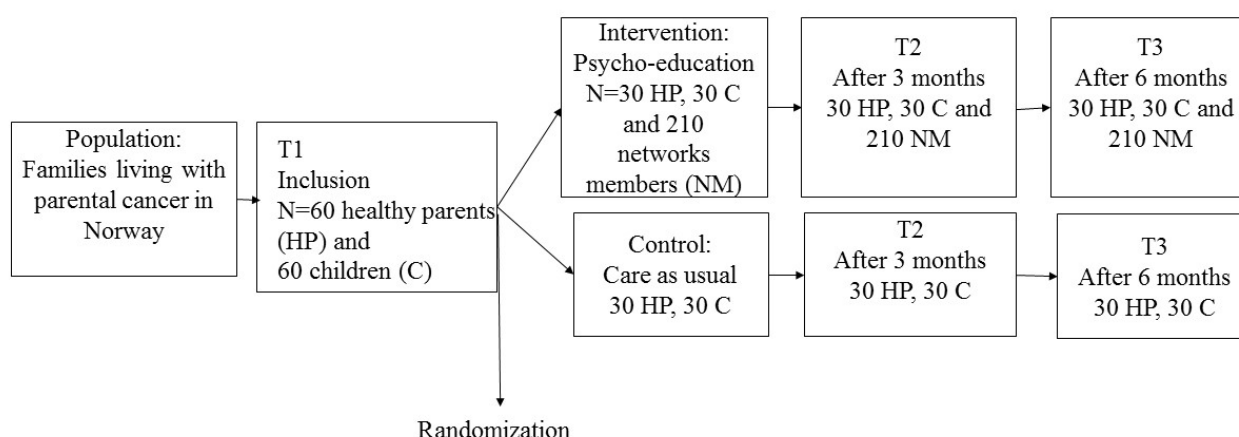 Population:
Families living with
parental cancer in
Norway
T1
Inclusion
N=60 healthy parents
(HP) and
60 children (C)
Intervention:
Psycho-education
N=30 HP, 30 C
and 210
networks
members (NM)
T2
After 3 months
30 HP, 30 C and
210 NM
T3
After 6 months
30 HP, 30 C and
210 NM
Control:
Care as usual
30 HP, 30 C
T2
After 3 months
30 HP, 30 C
T3
After 6 months
30 HP, 30 C
Randomization